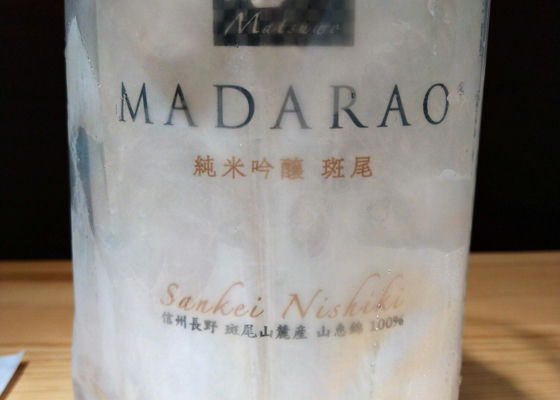 Matsuwo
MADARAO
純米吟醸 斑尾
Sankei Nishiki
信州長野 斑尾山麓産 山恵錦 100%